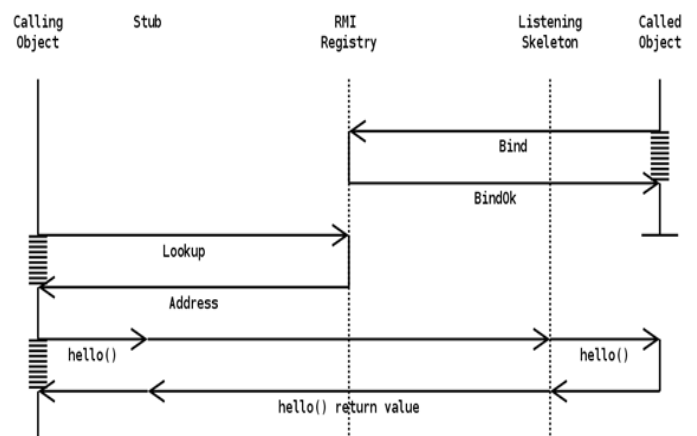 Calling Object
Stub
RMI Registry
Listening Skeleton
Called Object
Bind
BindOk
Lookup
Address
hello()
hello()
hello() return value